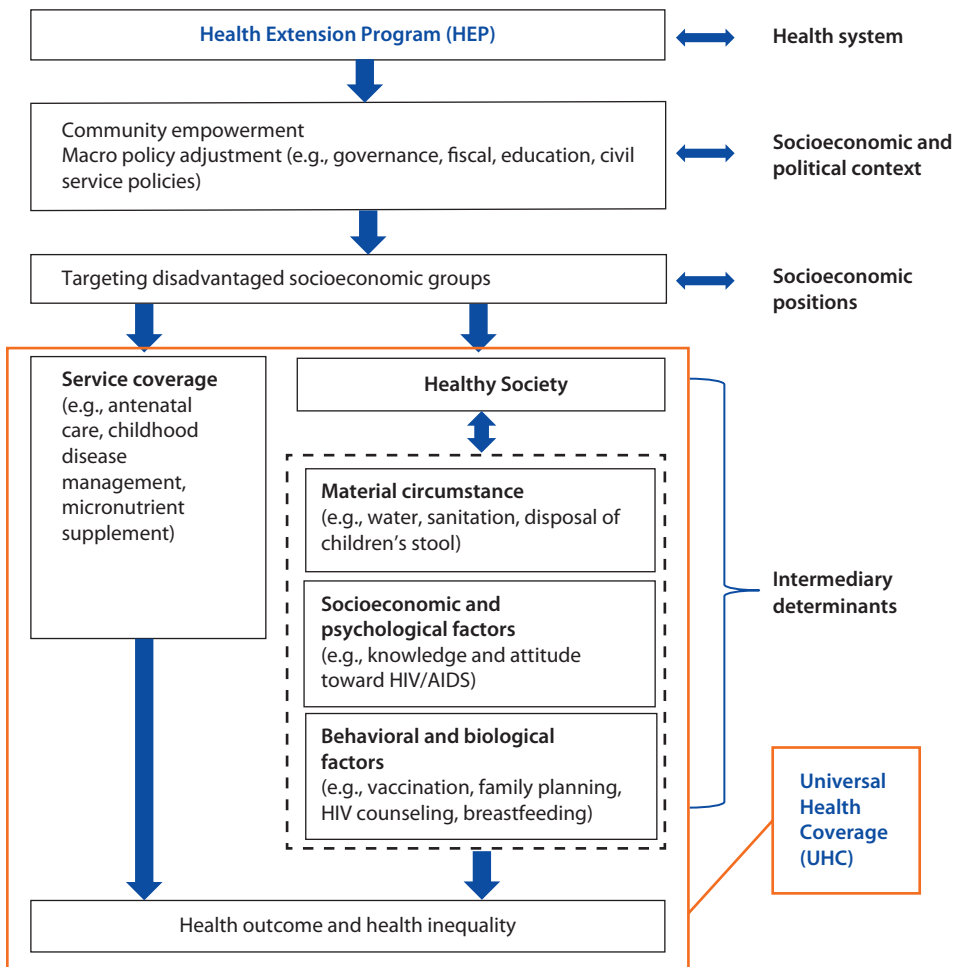 Health Extension Program (HEP)
Health system
Community empowerment
Macro policy adjustment (e.g., governance, fiscal, education, civil
service policies)
Socioeconomic and
political context
Targeting disadvantaged socioeconomic groups
Socioeconomic
positions
Service coverage
(e.g., antenatal
care, childhood
disease
management,
micronutrient
supplement)
Healthy Society
Material circumstance
(e.g., water, sanitation, disposal of
children’s stool)
Socioeconomic and
psychological factors
(e.g., knowledge and attitude
toward HIV/AIDS)
Behavioral and biological
factors
(e.g., vaccination, family planning,
HIV counseling, breastfeeding)
Intermediary
determinants
Universal
Health
Coverage
(UHC)
Health outcome and health inequality